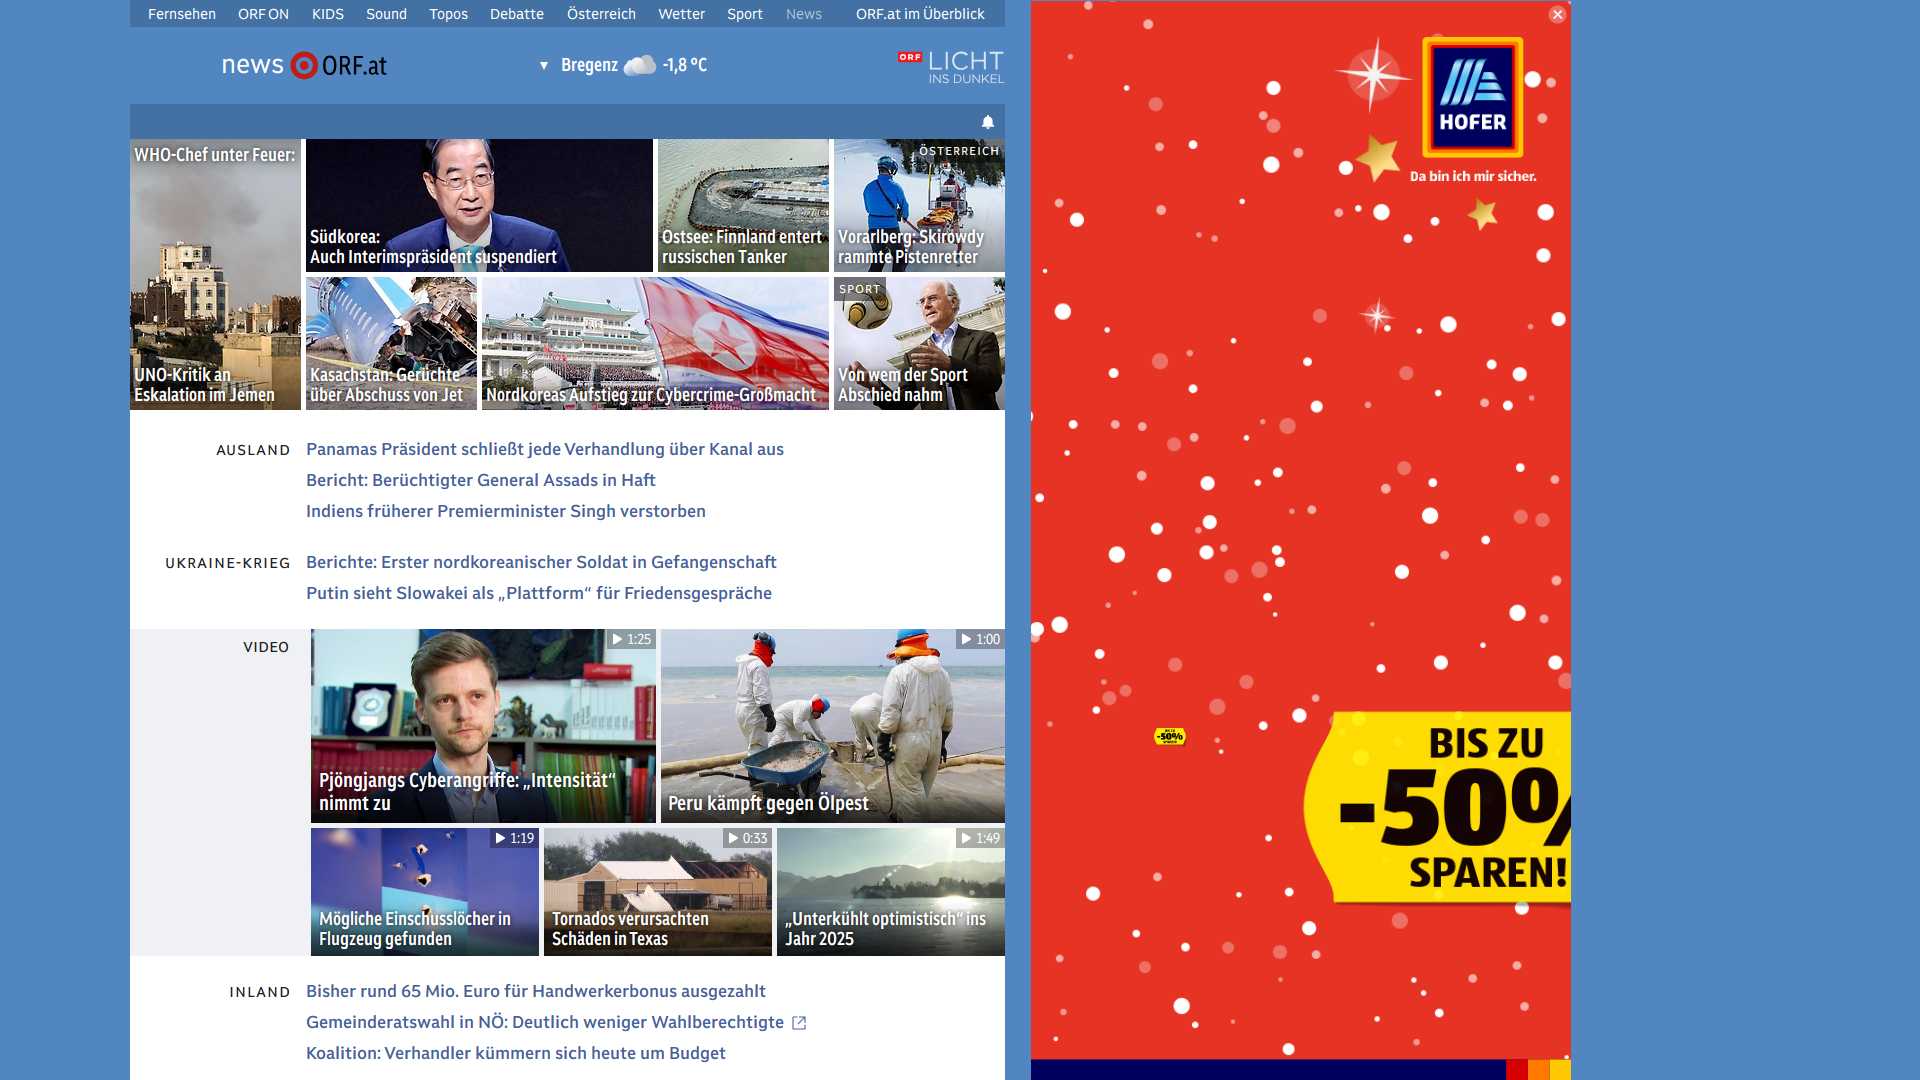 Fernsehen ORF ON KIDS Sound Topos Debatte Österreich Wetter Sport News ORF.at im Überblick
news ORF.at
▼ Bregenz -1,8 °C
ORF LICHT
INS DUNKEL
WHO-Chef unter Feuer:
UNO-Kritik an
Eskalation im Jemen
Südkorea:
Auch Interimspräsident suspendiert
Ostsee: Finnland entert
russischen Tanker
ÖSTERREICH
Vorarlberg: Skirowdy
rammte Pistenretter
Kasachstan: Gerüchte
über Abschuss von Jet
Nordkoreas Aufstieg zur Cybercrime-Großmacht
SPORT
Von wem der Sport
Abschied nahm
AUSLAND
Panamas Präsident schließt jede Verhandlung über Kanal aus
Bericht: Berüchtigter General Assads in Haft
Indiens früherer Premierminister Singh verstorben
UKRAINE-KRIEG
Berichte: Erster nordkoreanischer Soldat in Gefangenschaft
Putin sieht Slowakei als „Plattform“ für Friedensgespräche
VIDEO
1:25
Pjöngjangs Cyberangriffe: „Intensität“
nimmt zu
1:00
Peru kämpft gegen Ölpest
1:19
Mögliche Einschusslöcher in
Flugzeug gefunden
0:33
Tornados verursachten
Schäden in Texas
1:49
„Unterkühlt optimistisch“ ins
Jahr 2025
INLAND
Bisher rund 65 Mio. Euro für Handwerkerbonus ausgezahlt
Gemeinderatswahl in NÖ: Deutlich weniger Wahlberechtigte
Koalition: Verhandler kümmern sich heute um Budget
HOFER
Da bin ich mir sicher.
BIS ZU
-50%
SPAREN!
BIS ZU
-50%
SPAREN!